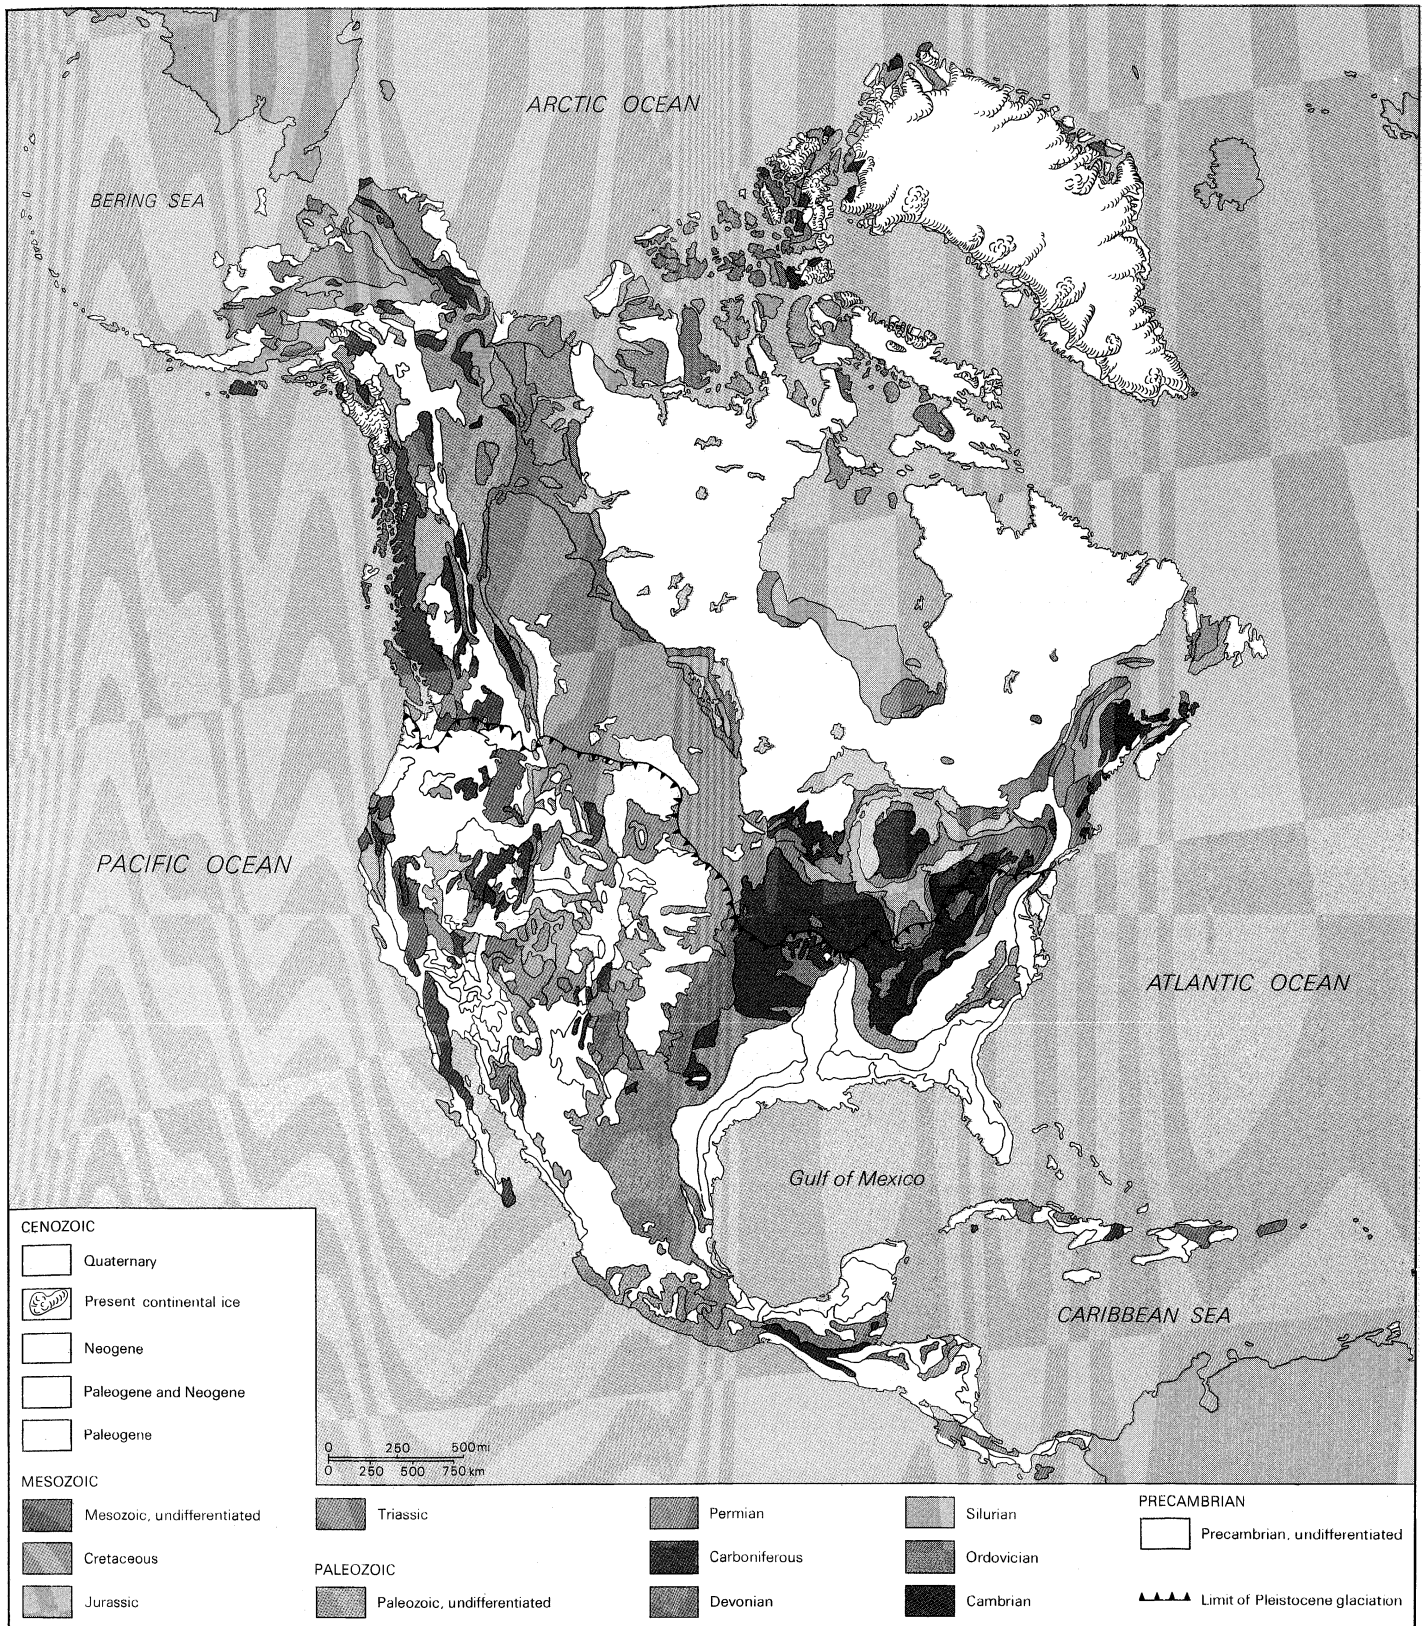 ARCTIC OCEAN
BERING SEA
PACIFIC OCEAN
ATLANTIC OCEAN
Gulf of Mexico
CARIBBEAN SEA
CENOZOIC
Quaternary
Present continental ice
Neogene
Paleogene and Neogene
Paleogene
0 250 500mi
0 250 500 750 km
MESOZOIC
Mesozoic, undifferentiated
Cretaceous
Jurassic
Triassic
PALEOZOIC
Paleozoic, undifferentiated
Permian
Carboniferous
Devonian
Silurian
Ordovician
Cambrian
PRECAMBRIAN
Precambrian, undifferentiated
Limit of Pleistocene glaciation